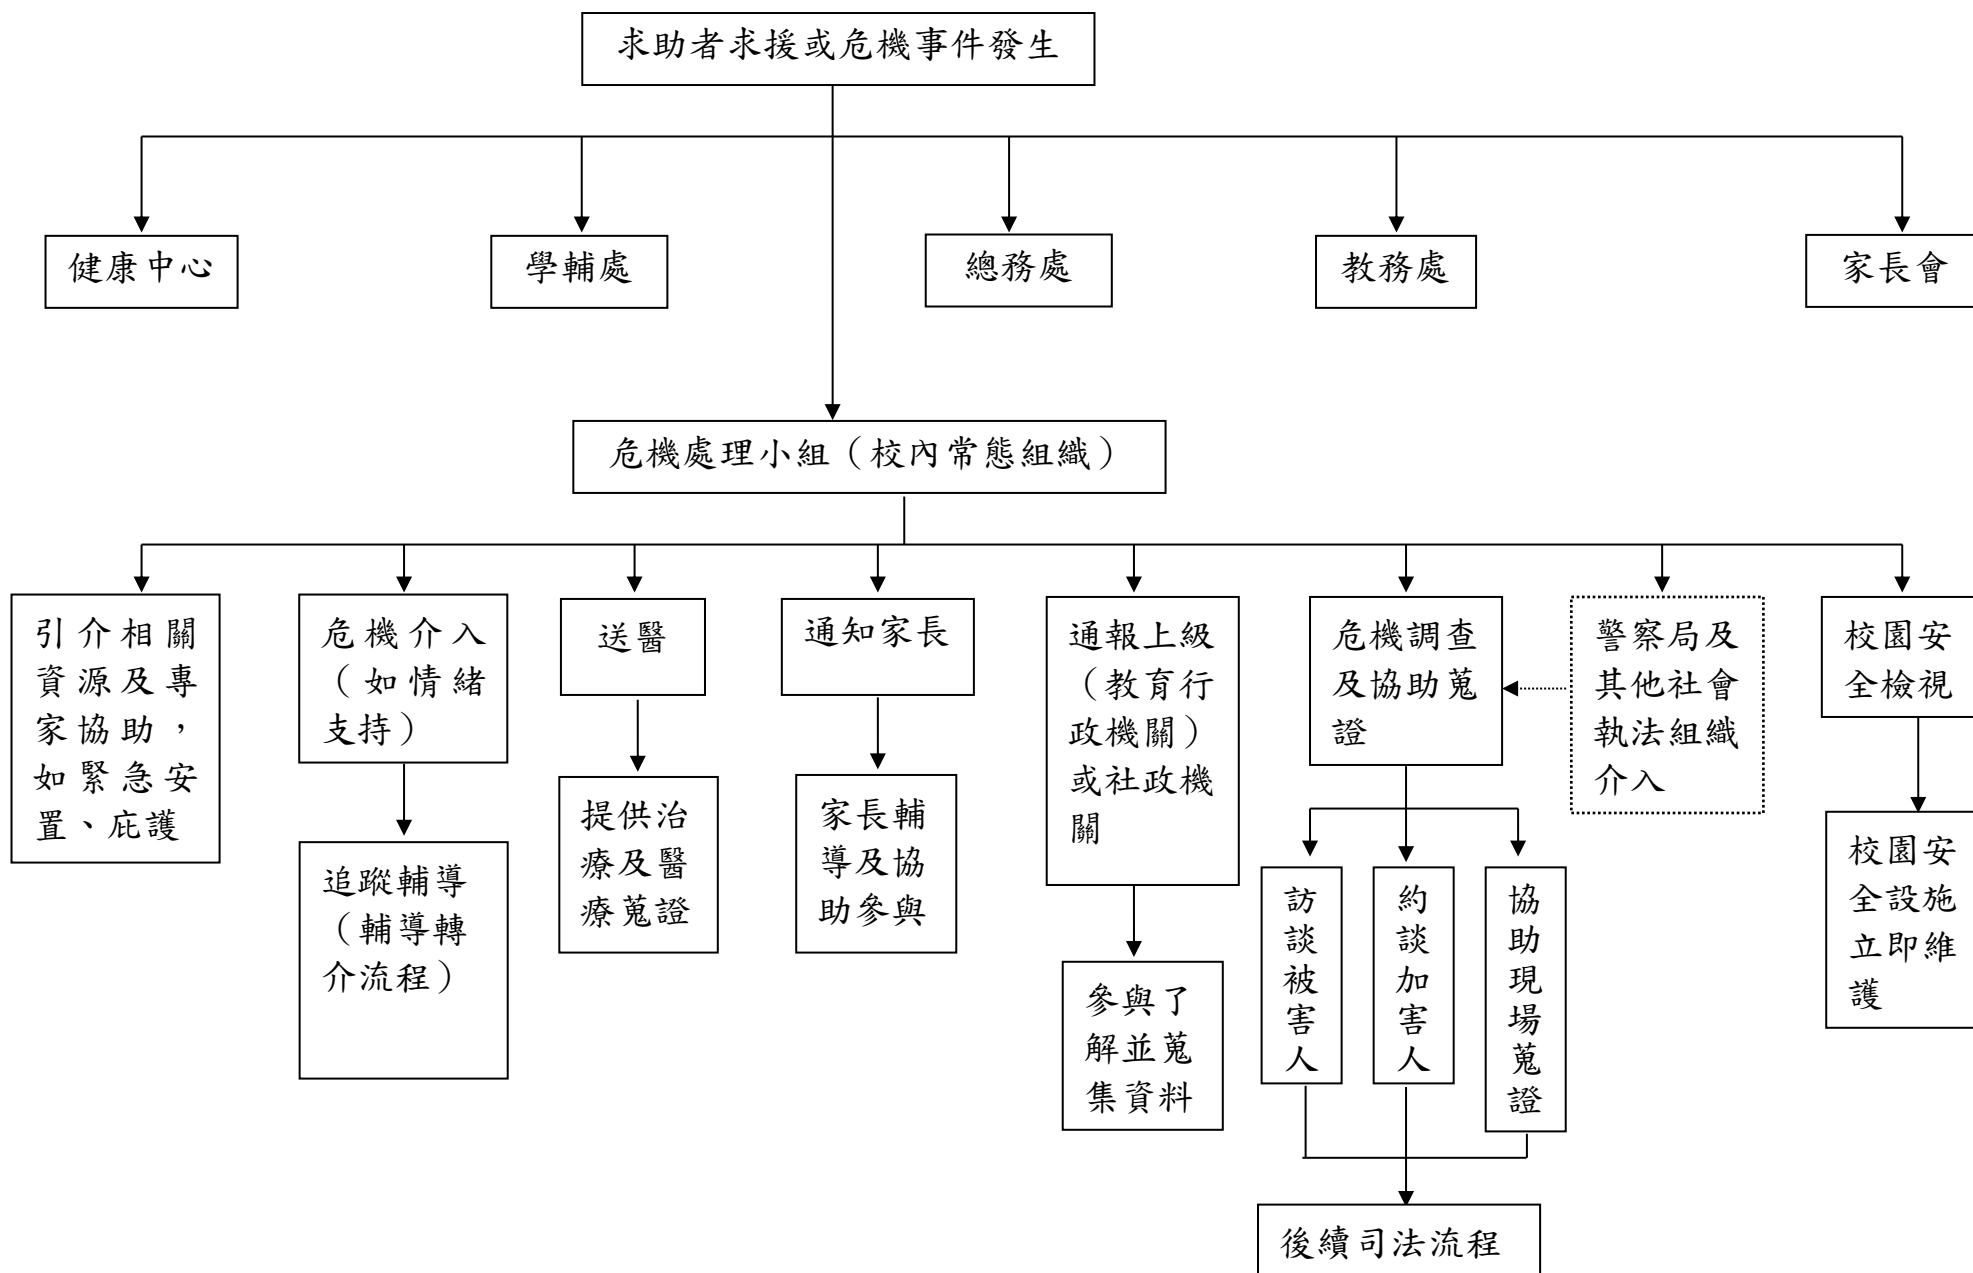 求助者求援或危機事件發生
健康中心
學輔處
總務處
教務處
家長會
危機處理小組（校內常態組織）
引介相關
資源及專
家協助，
如緊急安
置、庇護
危機介入
（如情緒
支持）
送醫
通知家長
通報上級
（教育行
政機關）
或社政機
關
危機調查
及協助蒐
證
警察局及
其他社會
執法組織
介入
校園安
全檢視
追蹤輔導
（輔導轉
介流程）
提供治
療及醫
療蒐證
家長輔
導及協
助參與
參與了
解並蒐
集資料
訪談被害人
約談加害人
協助現場蒐證
校園安
全設施
立即維
護
後續司法流程